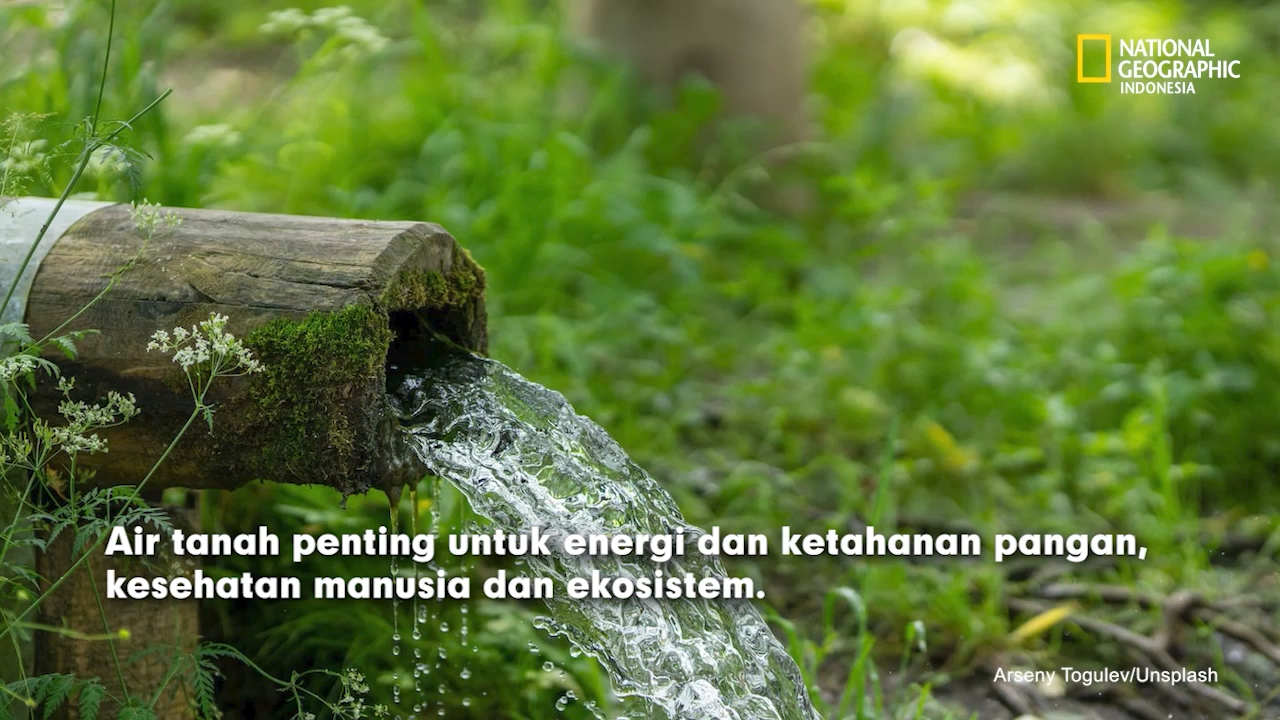 NATIONAL
GEOGRAPHIC
INDONESIA
Air tanah penting untuk energi dan ketahanan pangan,
kesehatan manusia dan ekosistem.
Arseny Togulev/Unsplash